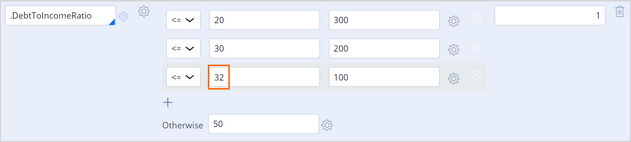 .DebtToIncomeRatio <= 20 300 1
<= 30 200
<= 32 100
+
Otherwise 50